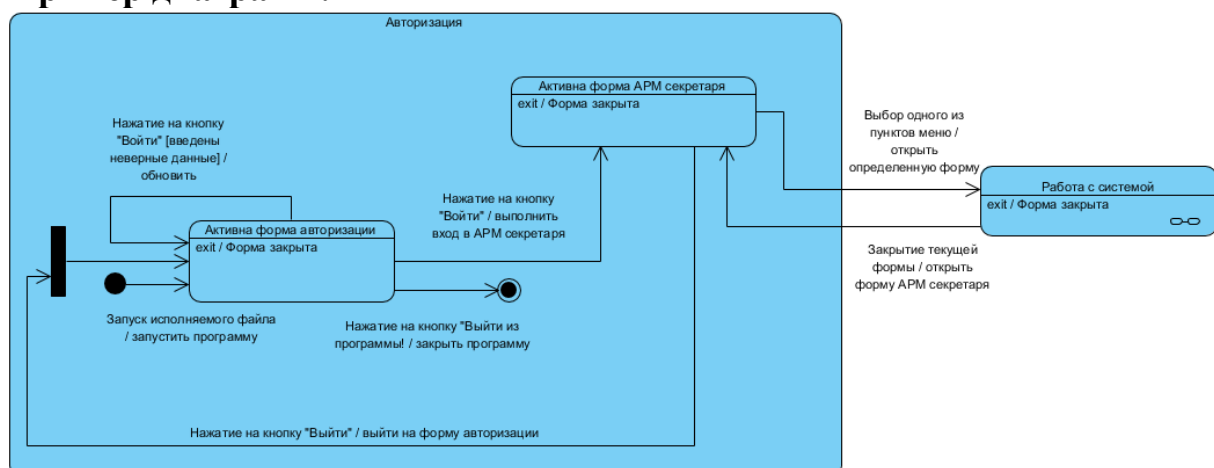 Авторизация
Активна форма АРМ секретаря
exit / Форма закрыта
Выбор одного из
пунктов меню /
открыть
определенную форму
Нажатие на кнопку
"Войти" [введены
неверные данные] /
обновить
Работа с системой
exit / Форма закрыта
Нажатие на кнопку
"Войти" / выполнить
вход в АРМ секретаря
Активна форма авторизации
exit / Форма закрыта
Закрытие текущей
формы / открыть
форму АРМ секретаря
Запуск исполняемого файла
/ запустить программу
Нажатие на кнопку "Выйти из
программы! / закрыть программу
Нажатие на кнопку "Выйти" / выйти на форму авторизации